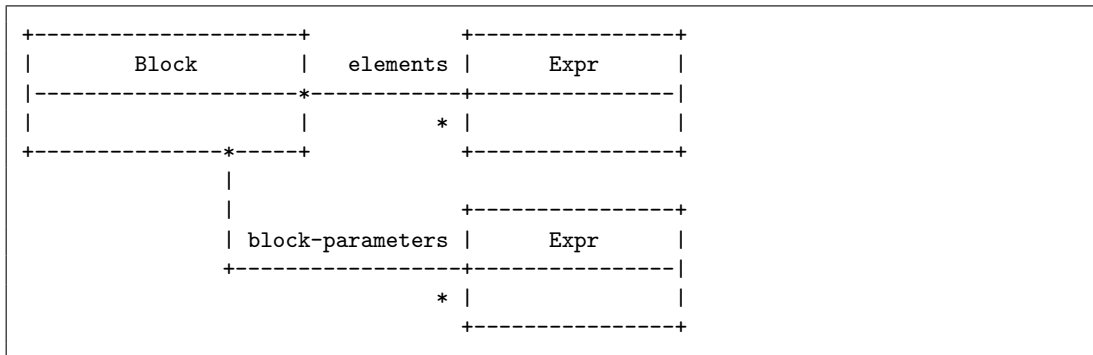 +---------------------+            +----------------+
|        Block        |   elements |      Expr      |
|---------------------*------------+----------------|
|                     |          * |                |
+---------------*-----+            +----------------+
                |
                |                  +----------------+
                | block-parameters |      Expr      |
                +------------------+----------------|
                                 * |                |
                                   +----------------+